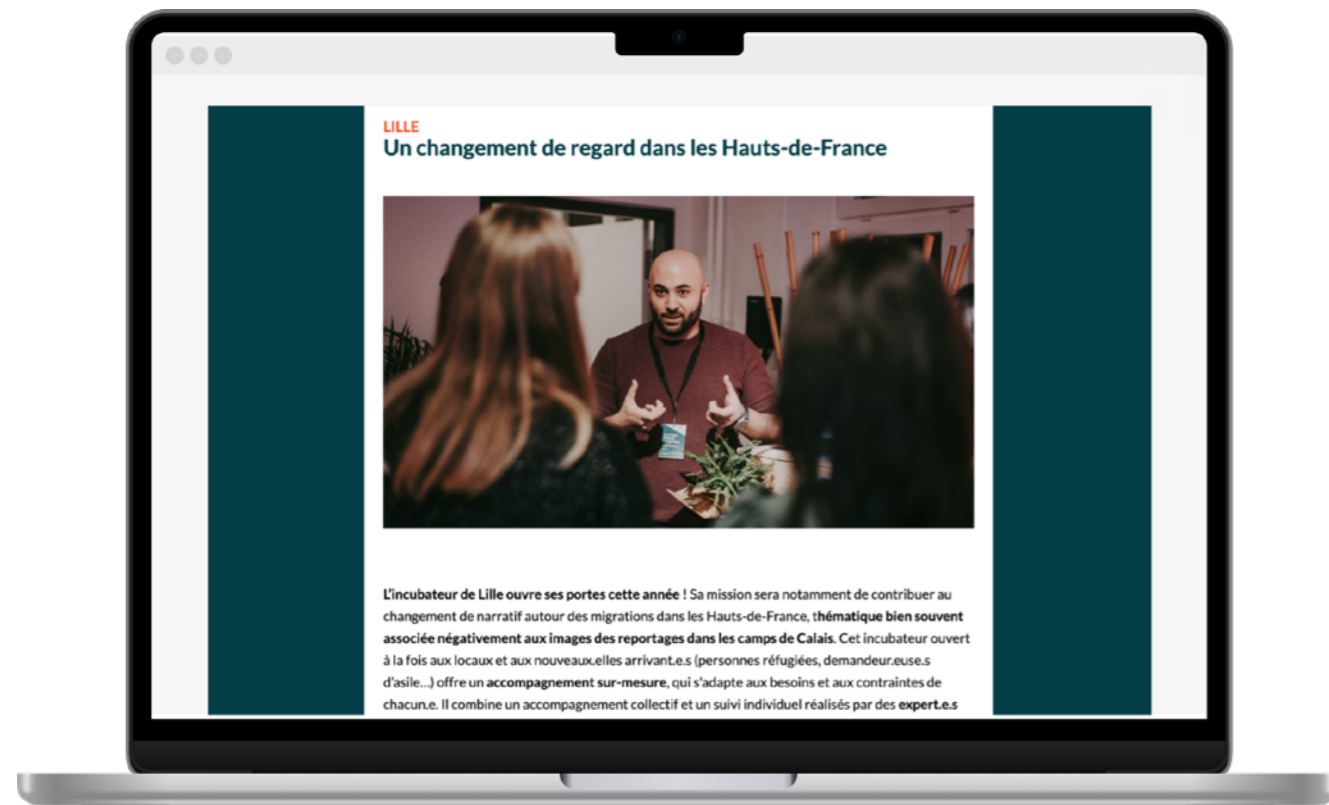 LILLE
Un changement de regard dans les Hauts-de-France
L'incubateur de Lille ouvre ses portes cette année ! Sa mission sera notamment de contribuer au
changement de narratif autour des migrations dans les Hauts-de-France, thématique bien souvent
associée négativement aux images des reportages dans les camps de Calais. Cet incubateur ouvert
à la fois aux locaux et aux nouveaux.elles arrivant.e.s (personnes réfugiées, demandeur.euse.s
d'asile...) offre un accompagnement sur-mesure, qui s'adapte aux besoins et aux contraintes de
chacun.e. Il combine un accompagnement collectif et un suivi individuel réalisés par des expert.e.s